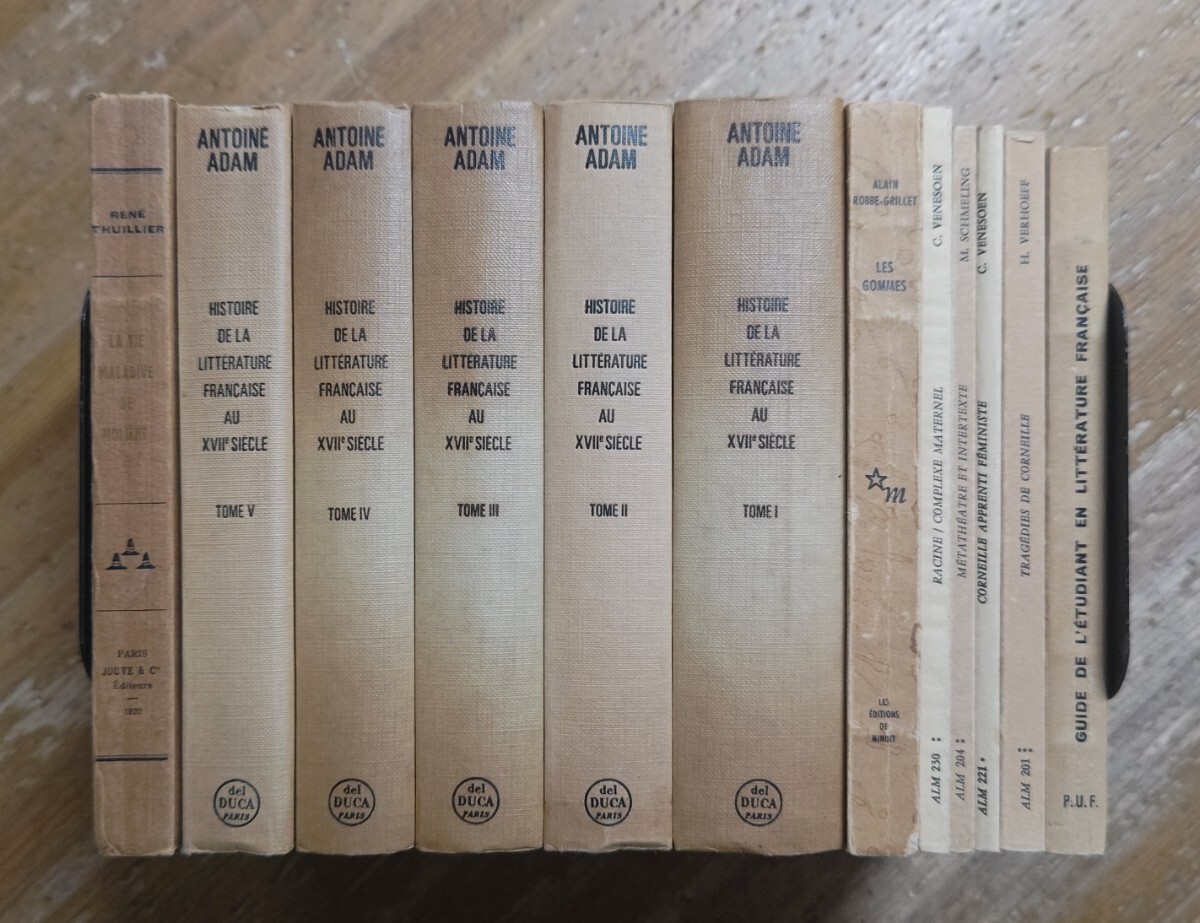 RENÉ
THUILLIER
LA VIE
MALADIVE
DE
MOLIÈRE
PARIS
JOUVE & Cie
Éditeurs
ANTOINE
ADAM
HISTOIRE
DE LA
LITTÉRATURE
FRANÇAISE
AU
XVIIe SIÈCLE
TOME V
del
DUCA
PARIS
ANTOINE
ADAM
HISTOIRE
DE LA
LITTÉRATURE
FRANÇAISE
AU
XVIIe SIÈCLE
TOME IV
del
DUCA
PARIS
ANTOINE
ADAM
HISTOIRE
DE LA
LITTÉRATURE
FRANÇAISE
AU
XVIIe SIÈCLE
TOME III
del
DUCA
PARIS
ANTOINE
ADAM
HISTOIRE
DE LA
LITTÉRATURE
FRANÇAISE
AU
XVIIe SIÈCLE
TOME II
del
DUCA
PARIS
ANTOINE
ADAM
HISTOIRE
DE LA
LITTÉRATURE
FRANÇAISE
AU
XVIIe SIÈCLE
TOME I
del
DUCA
PARIS
ALAIN
ROBBE-GRILLET
LES
GOMMES
m
LES
ÉDITIONS
DE
MINUIT
ALM 230 RACINE / COMPLEXE MATERNEL C. VENESOEN
ALM 204 MÉTATHÉATRE ET INTERTEXTE M. SCHMELING
ALM 221 CORNEILLE APPRENTI FÉMINISTE C. VENESOEN
ALM 201 TRAGÉDIES DE CORNEILLE H. VERHOEFF
GUIDE DE L'ÉTUDIANT EN LITTÉRATURE FRANÇAISE
P.U.F.